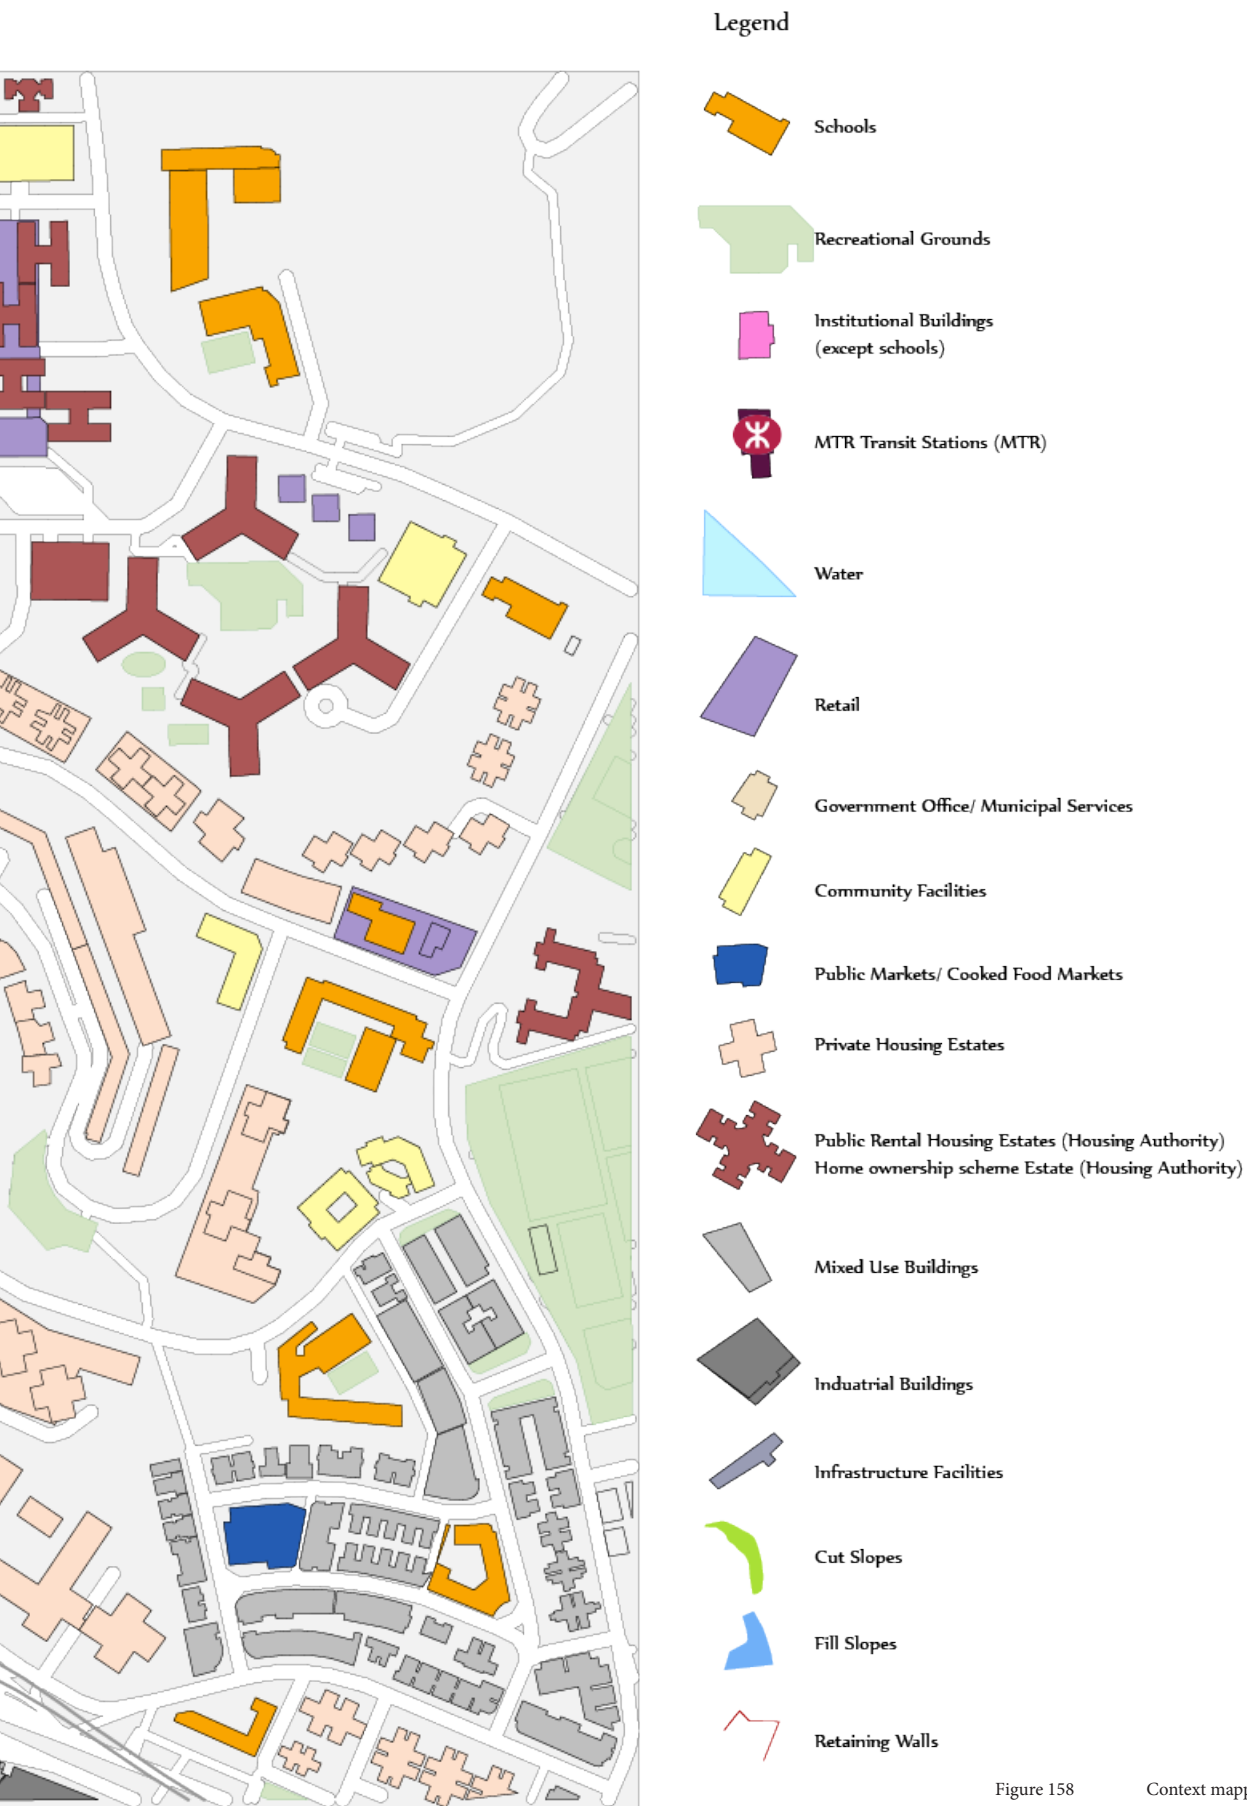 Legend
Schools
Recreational Grounds
Institutional Buildings
(except schools)
MTR Transit Stations (MTR)
Water
Retail
Government Office/ Municipal Services
Community Facilities
Public Markets/ Cooked Food Markets
Private Housing Estates
Public Rental Housing Estates (Housing Authority)
Home ownership scheme Estate (Housing Authority)
Mixed Use Buildings
Induatrial Buildings
Infrastructure Facilities
Cut Slopes
Fill Slopes
Retaining Walls
Figure 158 Context mapp